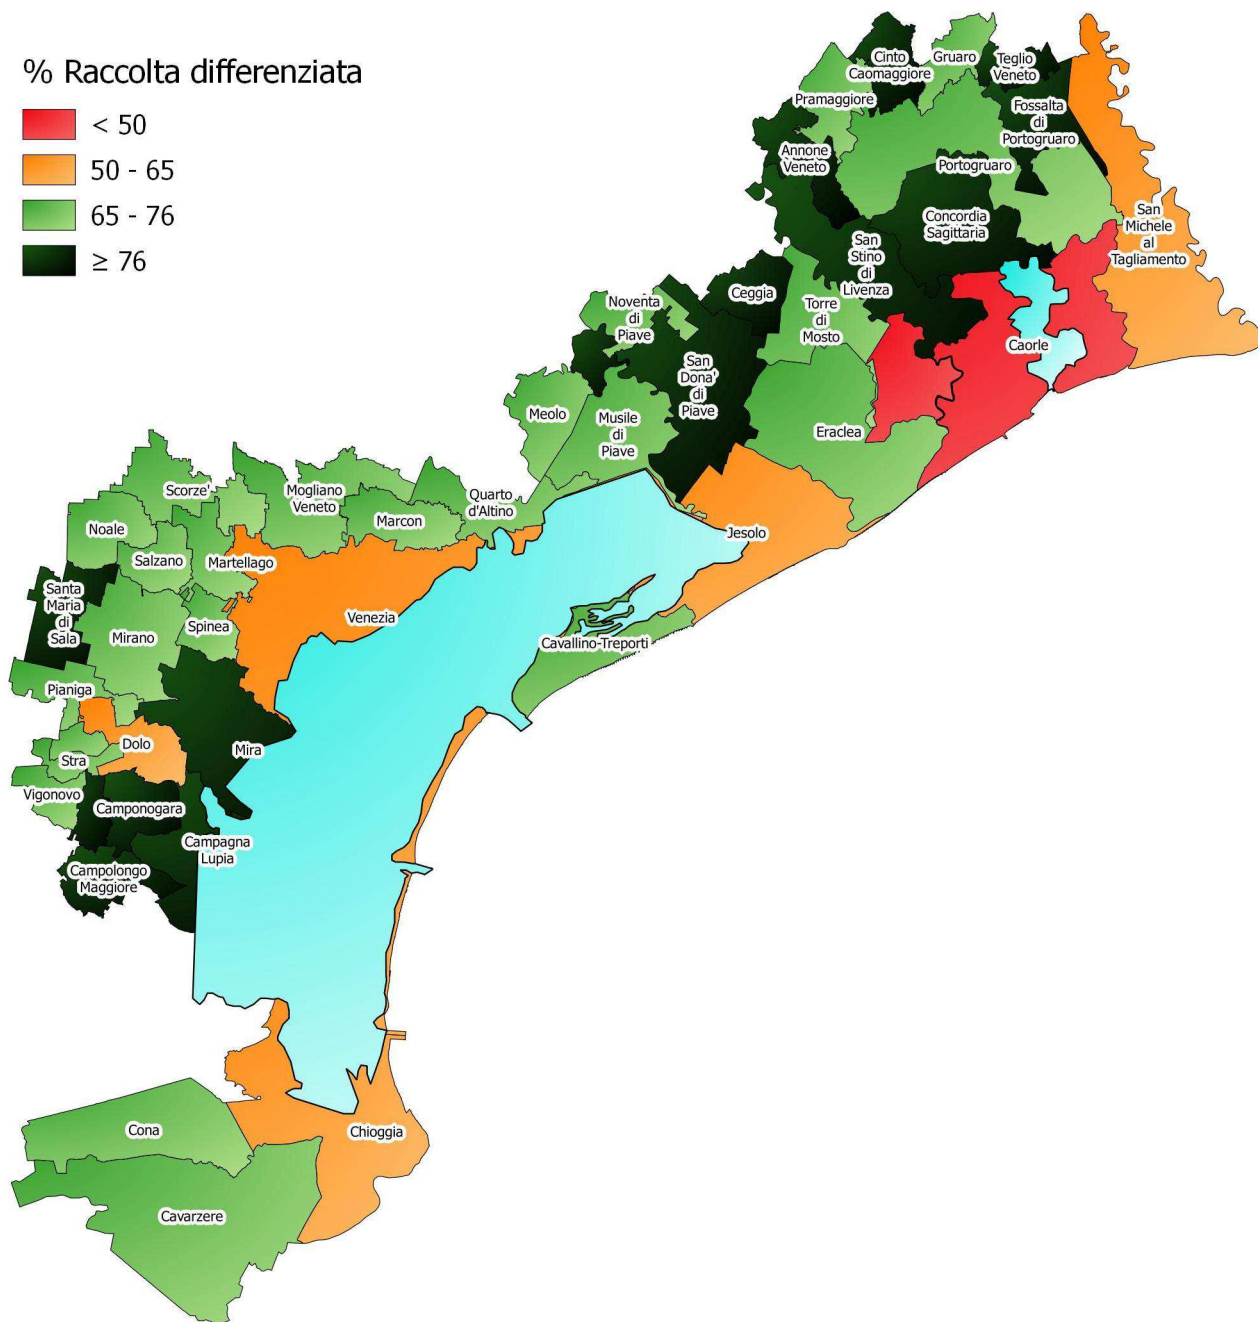 % Raccolta differenziata
< 50
50 - 65
65 - 76
≥ 76
Cinto
Caomaggiore
Gruaro
Teglio
Veneto
Pramaggiore
Fossalta
di
Portogruaro
Annone
Veneto
Portogruaro
Concordia
Sagittaria
San
Michele
al
Tagliamento
San
Stino
di
Livenza
Ceggia
Noventa
di
Piave
Torre
di
Mosto
Caorle
San
Dona'
di
Piave
Meolo
Musile
di
Piave
Eraclea
Scorze'
Mogliano
Veneto
Quarto
d'Altino
Noale
Marcon
Jesolo
Salzano
Martellago
Santa
Maria
di
Sala
Venezia
Mirano
Spinea
Cavallino-Treporti
Pianiga
Dolo
Mira
Stra
Vigonovo
Camponogara
Campagna
Lupia
Campolongo
Maggiore
Cona
Chioggia
Cavarzere